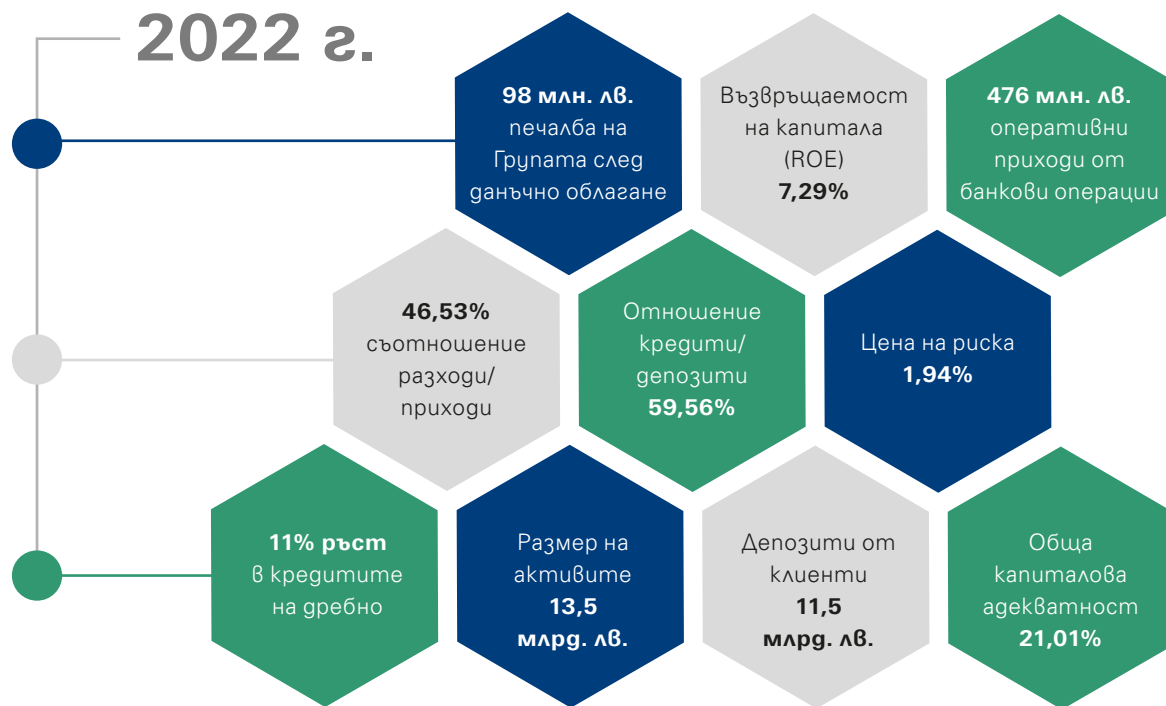 2022 г.
98 млн. лв.
печалба на
Групата след
данъчно облагане
Възвръщаемост
на капитала
(ROE)
7,29%
476 млн. лв.
оперативни
приходи от
банкови операции
46,53%
съотношение
разходи/
приходи
Отношение
кредити/
депозити
59,56%
Цена на риска
1,94%
11% ръст
в кредитите
на дребно
Размер на
активите
13,5
млрд. лв.
Депозити от
клиенти
11,5
млрд. лв.
Обща
капиталова
адекватност
21,01%